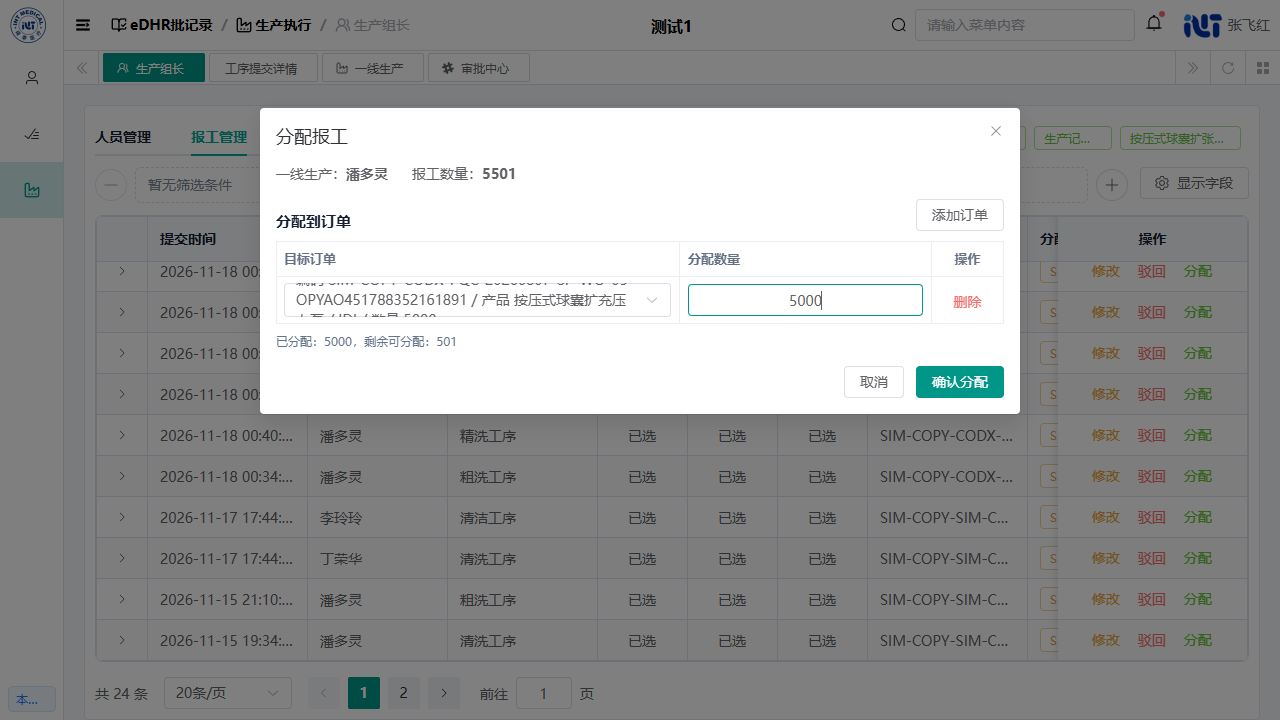 eDHR批记录 / 生产执行 / 生产组长
测试1
请输入菜单内容
张飞红
生产组长
工序提交详情
一线生产
审批中心
人员管理
报工管理
生产记...
按压式球囊扩张...
暂无筛选条件
显示字段
提交时间
操作
2026-11-18 00:
修改 驳回 分配
2026-11-18 00:
修改 驳回 分配
2026-11-18 00:
修改 驳回 分配
2026-11-18 00:
修改 驳回 分配
2026-11-18 00:40:... 潘多灵 精洗工序 已选 已选 已选 SIM-COPY-CODX-... S 修改 驳回 分配
2026-11-18 00:34:... 潘多灵 粗洗工序 已选 已选 已选 SIM-COPY-CODX-... S 修改 驳回 分配
2026-11-17 17:44:... 李玲玲 清洁工序 已选 已选 已选 SIM-COPY-SIM-C... S 修改 驳回 分配
2026-11-17 17:44:... 丁荣华 清洗工序 已选 已选 已选 SIM-COPY-SIM-C... S 修改 驳回 分配
2026-11-15 21:10:... 潘多灵 粗洗工序 已选 已选 已选 SIM-COPY-SIM-C... S 修改 驳回 分配
2026-11-15 19:34:... 潘多灵 清洗工序 已选 已选 已选 SIM-COPY-SIM-C... S 修改 驳回 分配
分配报工
一线生产： 潘多灵 报工数量： 5501
分配到订单
添加订单
目标订单 分配数量 操作
OPYAO451788352161891 / 产品 按压式球囊扩充压
5000
删除
已分配：5000，剩余可分配：501
取消
确认分配
共 24 条
20条/页
1
2
前往 1 页
本...